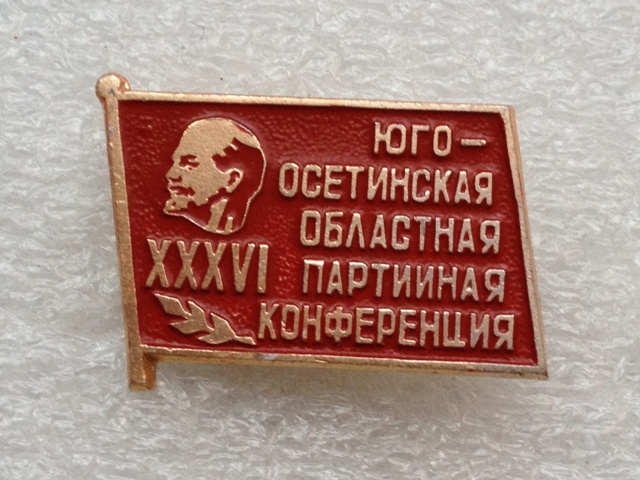 ЮГО-
ОСЕТИНСКАЯ
ОБЛАСТНАЯ
XXXVI
ПАРТИЙНАЯ
КОНФЕРЕНЦИЯ